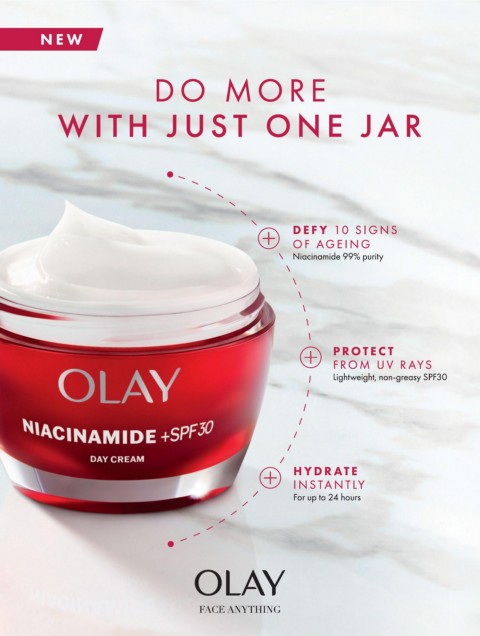 NEW
DO MORE
WITH JUST ONE JAR
DEFY 10 SIGNS
OF AGEING
Niacinamide 99% purity
PROTECT
FROM UV RAYS
Lightweight, non-greasy SPF30
OLAY
NIACINAMIDE +SPF30
DAY CREAM
HYDRATE
INSTANTLY
For up to 24 hours
OLAY
FACE ANYTHING